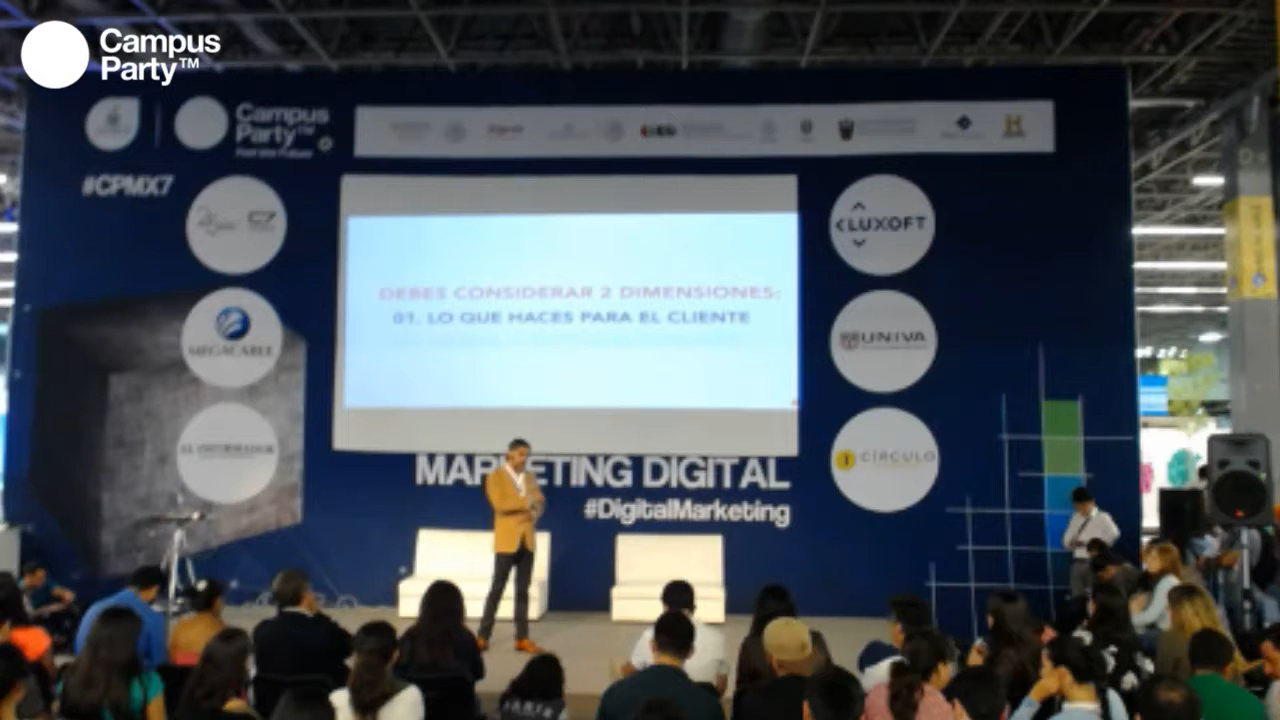 Campus
Party™
Campus
Party™
#CPMX7
C7
LUXOFT
DEBES CONSIDERAR 2 DIMENSIONES:
01. LO QUE HACES PARA EL CLIENTE
MEGACABLE
UNIVA
EL INFORMADOR
CÍRCULO
MARKETING DIGITAL
#DigitalMarketing
H